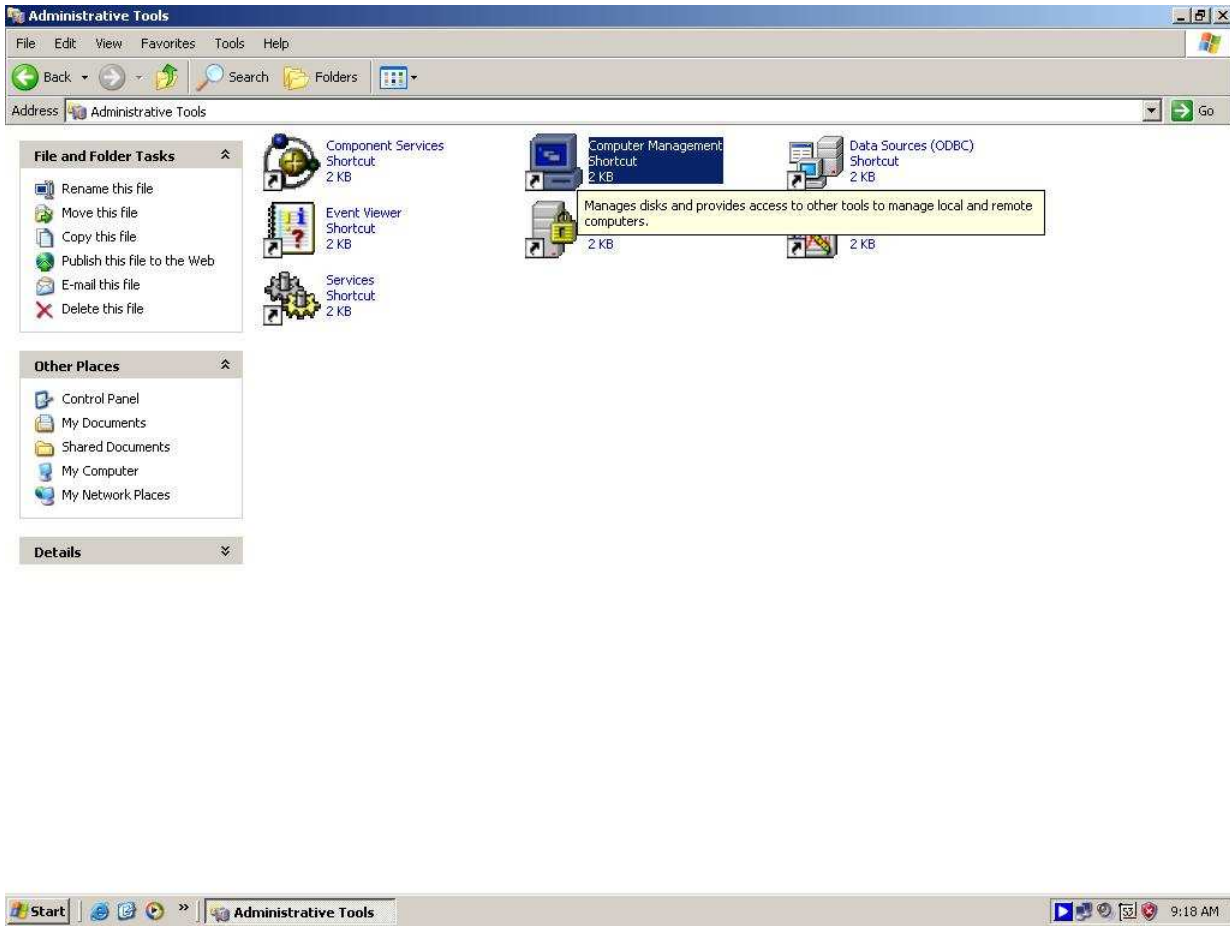 Administrative Tools
File Edit View Favorites Tools Help
Back Search Folders
Address Administrative Tools Go
File and Folder Tasks
Rename this file
Move this file
Copy this file
Publish this file to the Web
E-mail this file
Delete this file
Other Places
Control Panel
My Documents
Shared Documents
My Computer
My Network Places
Details
Component Services
Shortcut
2 KB
Computer Management
Shortcut
2 KB
Data Sources (ODBC)
Shortcut
2 KB
Manages disks and provides access to other tools to manage local and remote
computers.
Event Viewer
Shortcut
2 KB
2 KB
2 KB
Services
Shortcut
2 KB
Start Administrative Tools 9:18 AM